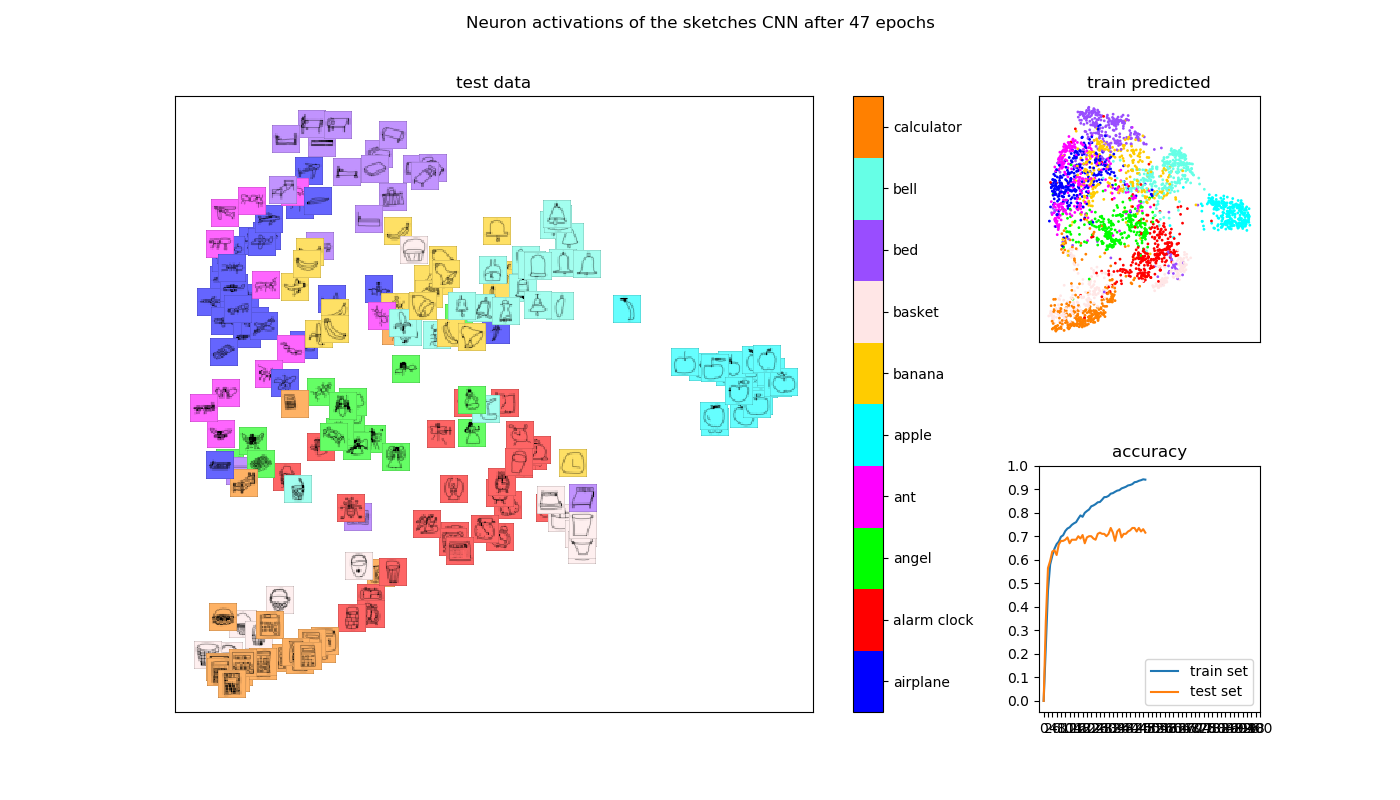 Neuron activations of the sketches CNN after 47 epochs
test data
calculator
bell
bed
basket
banana
apple
ant
angel
alarm clock
airplane
train predicted
accuracy
1.0
0.9
0.8
0.7
0.6
0.5
0.4
0.3
0.2
0.1
0.0
train set
test set